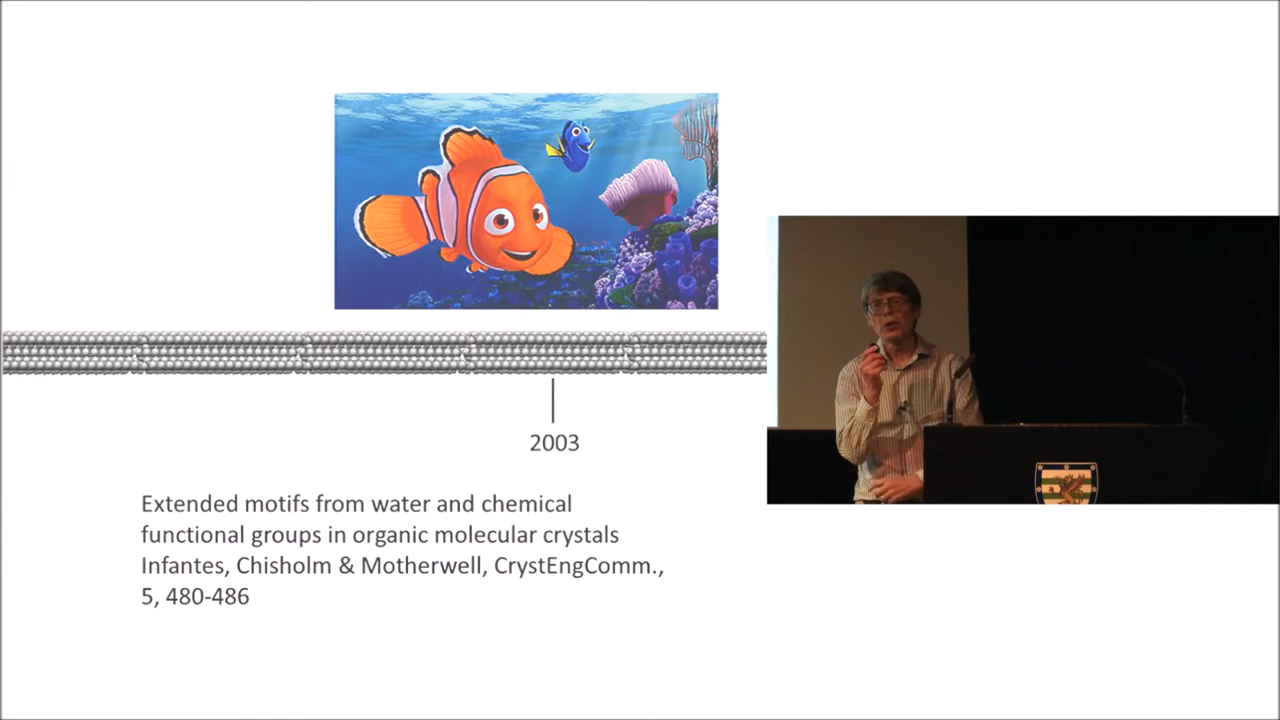 2003
Extended motifs from water and chemical
functional groups in organic molecular crystals
Infantes, Chisholm & Motherwell, CrystEngComm.,
5, 480-486